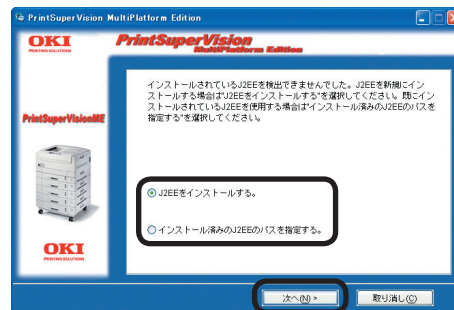 PrintSuperVision MultiPlatform Edition
OKI
PRINTING SOLUTIONS
PrintSuperVision
MultiPlatform Edition
インストールされているJ2EEを検出できませんでした。J2EEを新規にイン
ストールする場合は"J2EEをインストールする"を選択してください。既にイン
ストールされているJ2EEを使用する場合は"インストール済みのJ2EEのパスを
指定する"を選択してください。
PrintSuperVisionME
J2EEをインストールする。
インストール済みのJ2EEのパスを指定する。
OKI
PRINTING SOLUTIONS
次へ(N) >
取り消し(C)